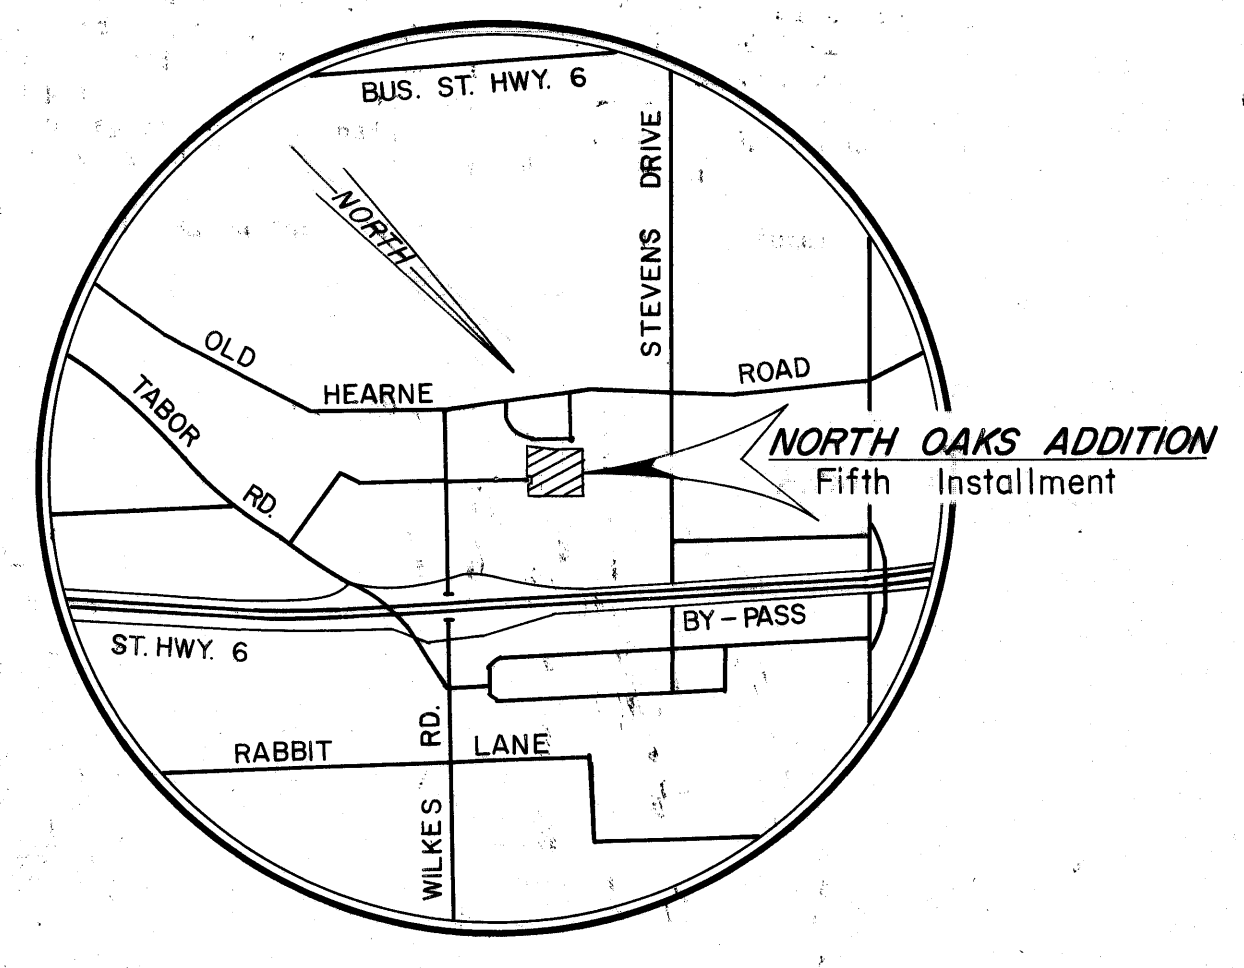 BUS. ST. HWY. 6
STEVENS DRIVE
NORTH
OLD HEARNE ROAD
TABOR RD.
NORTH OAKS ADDITION
Fifth Installment
BY-PASS
ST. HWY. 6
WILKES RD.
RABBIT LANE